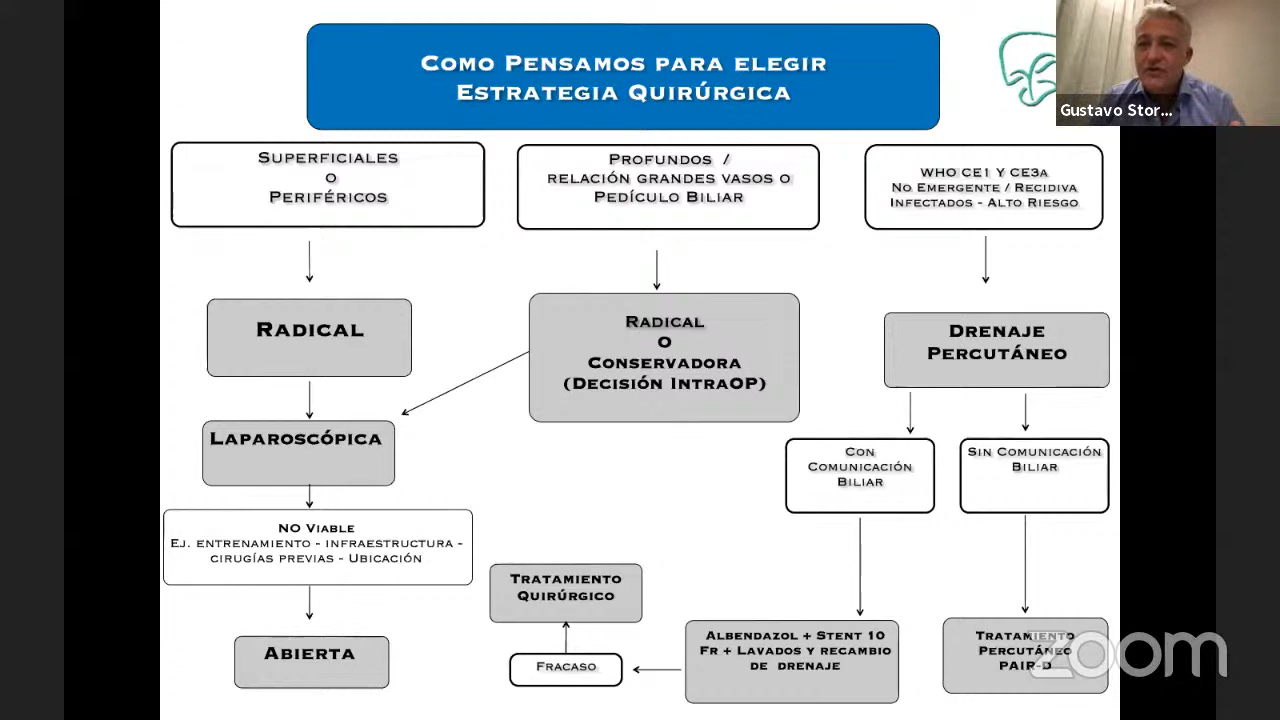 Como Pensamos para elegir
Estrategia Quirúrgica
Gustavo Stor...
Superficiales
o
Periféricos
Profundos /
relación grandes vasos o
Pedículo Biliar
WHO CE1 y CE3a
No Emergente / Recidiva
Infectados - Alto Riesgo
Radical
Radical
o
Conservadora
(Decisión IntraOP)
Drenaje
Percutáneo
Laparoscópica
Con
Comunicación
Biliar
Sin Comunicación
Biliar
NO Viable
Ej. entrenamiento - infraestructura -
cirugías previas - Ubicación
Tratamiento
Quirúrgico
Abierta
Fracaso
Albendazol + Stent 10
Fr + Lavados y recambio
de drenaje
Tratamiento
Percutáneo
PAIR-D
zoom